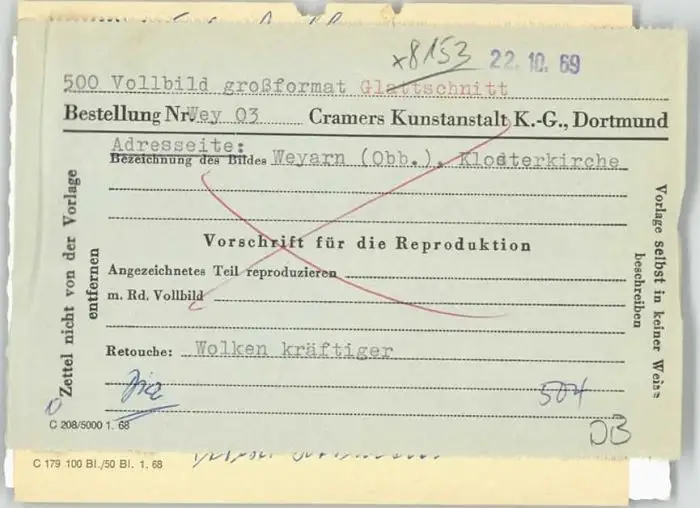 x8153 22. 10. 69
500 Vollbild großformat Glattschnitt
Bestellung Nr. Wey 03 Cramers Kunstanstalt K.-G., Dortmund
Adresseite:
Bezeichnung des Bildes Weyarn (Obb.), Klosterkirche
Vorschrift für die Reproduktion
Angezeichnetes Teil reproduzieren
m. Rd. Vollbild
Retouche: Wolken kräftiger
504
DB
C 208/5000 1. 68
C 179 100 Bl./50 Bl. 1. 68
Zettel nicht von der Vorlage
entfernen
Vorlage selbst in keiner Weise
beschreiben